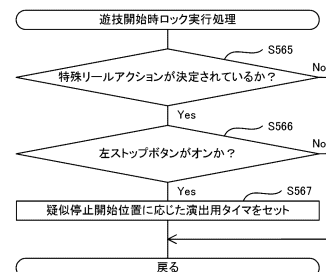 遊技開始時ロック実行処理
S565
特殊リールアクションが決定されているか?
No
Yes
S566
左ストップボタンがオンか?
No
Yes
S567
疑似停止開始位置に応じた演出用タイマをセット
戻る